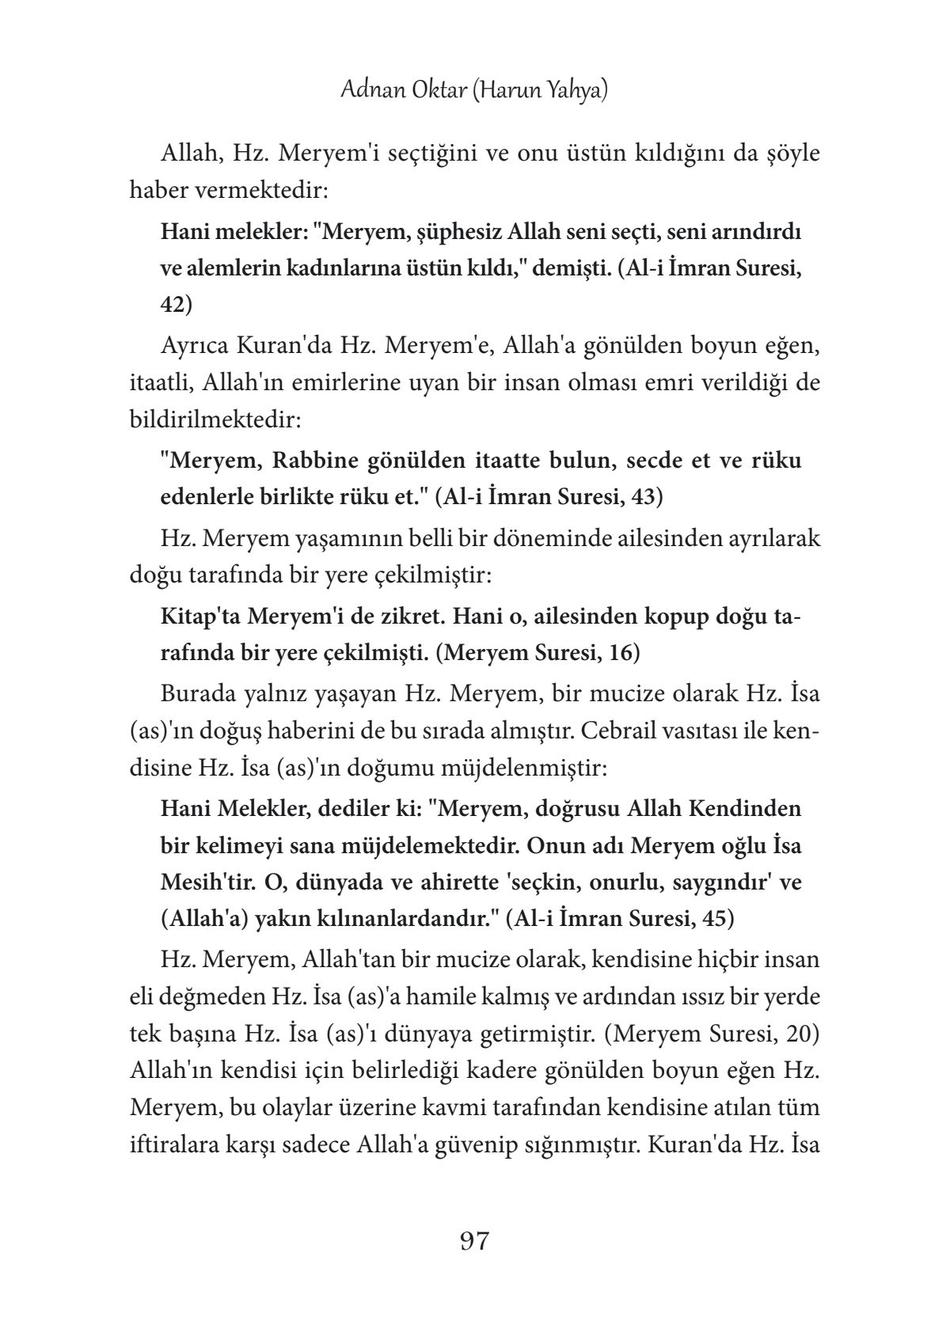 Adnan Oktar (Harun Yahya)
Allah, Hz. Meryem'i seçtiğini ve onu üstün kıldığını da şöyle
haber vermektedir:
Hani melekler: "Meryem, şüphesiz Allah seni seçti, seni arındırdı
ve alemlerin kadınlarına üstün kıldı," demişti. (Al-i İmran Suresi,
42)
Ayrıca Kuran'da Hz. Meryem'e, Allah'a gönülden boyun eğen,
itaatli, Allah'ın emirlerine uyan bir insan olması emri verildiği de
bildirilmektedir:
"Meryem, Rabbine gönülden itaatte bulun, secde et ve rüku
edenlerle birlikte rüku et." (Al-i İmran Suresi, 43)
Hz. Meryem yaşamının belli bir döneminde ailesinden ayrılarak
doğu tarafında bir yere çekilmiştir:
Kitap'ta Meryem'i de zikret. Hani o, ailesinden kopup doğu ta-
rafında bir yere çekilmişti. (Meryem Suresi, 16)
Burada yalnız yaşayan Hz. Meryem, bir mucize olarak Hz. İsa
(as)'ın doğuş haberini de bu sırada almıştır. Cebrail vasıtası ile ken-
disine Hz. İsa (as)'ın doğumu müjdelenmiştir:
Hani Melekler, dediler ki: "Meryem, doğrusu Allah Kendinden
bir kelimeyi sana müjdelemektedir. Onun adı Meryem oğlu İsa
Mesih'tir. O, dünyada ve ahirette 'seçkin, onurlu, saygındır' ve
(Allah'a) yakın kılınanlardandır." (Al-i İmran Suresi, 45)
Hz. Meryem, Allah'tan bir mucize olarak, kendisine hiçbir insan
eli değmeden Hz. İsa (as)'a hamile kalmış ve ardından ıssız bir yerde
tek başına Hz. İsa (as)'ı dünyaya getirmiştir. (Meryem Suresi, 20)
Allah'ın kendisi için belirlediği kadere gönülden boyun eğen Hz.
Meryem, bu olaylar üzerine kavmi tarafından kendisine atılan tüm
iftiralara karşı sadece Allah'a güvenip sığınmıştır. Kuran'da Hz. İsa
97